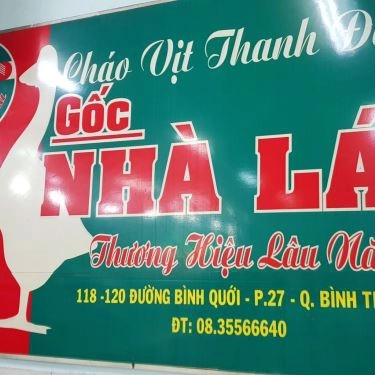 Cháo Vịt Thanh Đ
Gốc
NHÀ LÁ
Thương Hiệu Lâu Nă
118 -120 ĐƯỜNG BÌNH QUỚI - P.27 - Q. BÌNH T
ĐT: 08.35566640